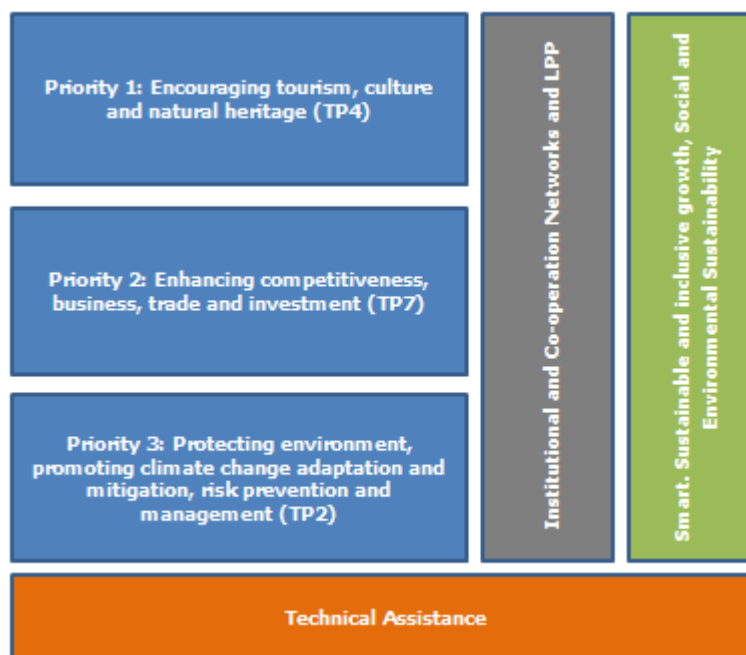 Priority 1: Encouraging tourism, culture
and natural heritage (TP4)
Priority 2: Enhancing competitiveness,
business, trade and investment (TP7)
Priority 3: Protecting environment,
promoting climate change adaptation and
mitigation, risk prevention and
management (TP2)
Institutional and Co-operation Networks and LPP
Smart. Sustainable and inclusive growth, Social and
Environmental Sustainability
Technical Assistance